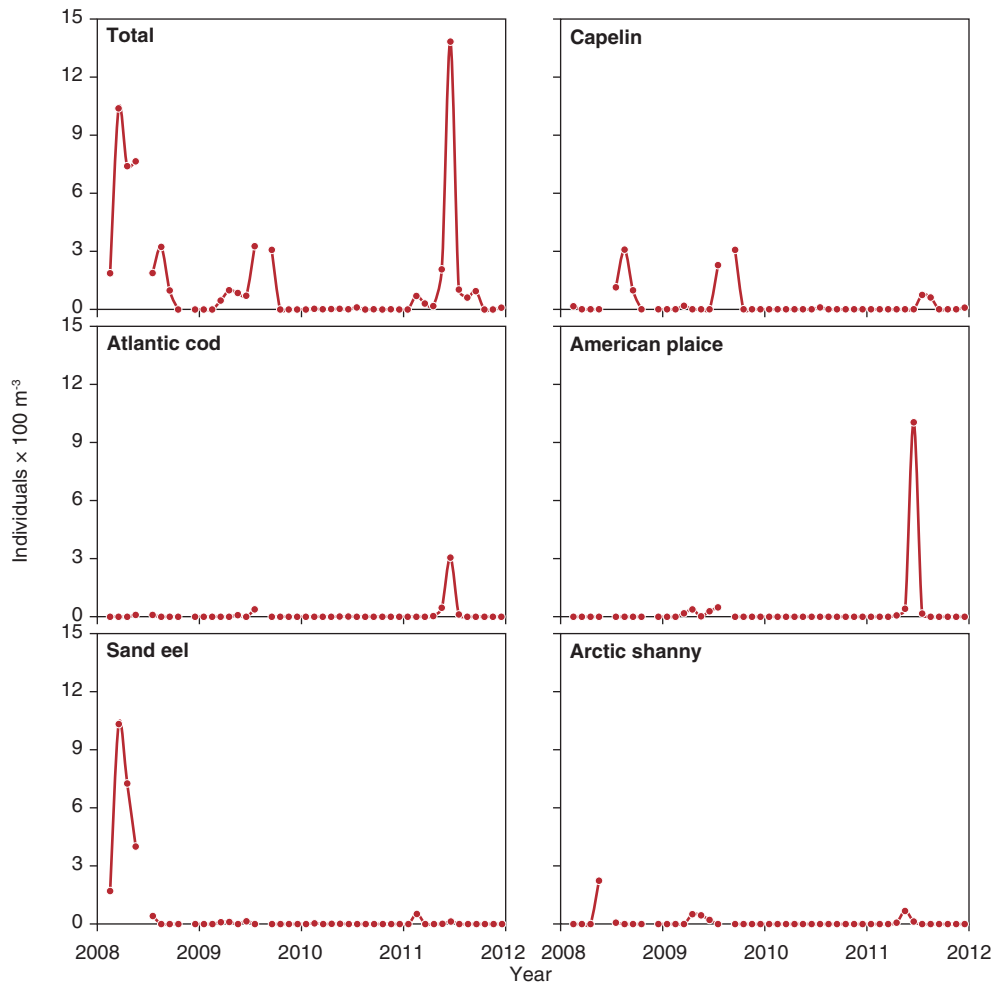 Total
Capelin
15
12
9
6
3
0
Atlantic cod
American plaice
15
12
9
6
3
0
Sand eel
Arctic shanny
15
12
9
6
3
0
Individuals × 100 m⁻³
2008 2009 2010 2011 2012 2008 2009 2010 2011 2012
Year